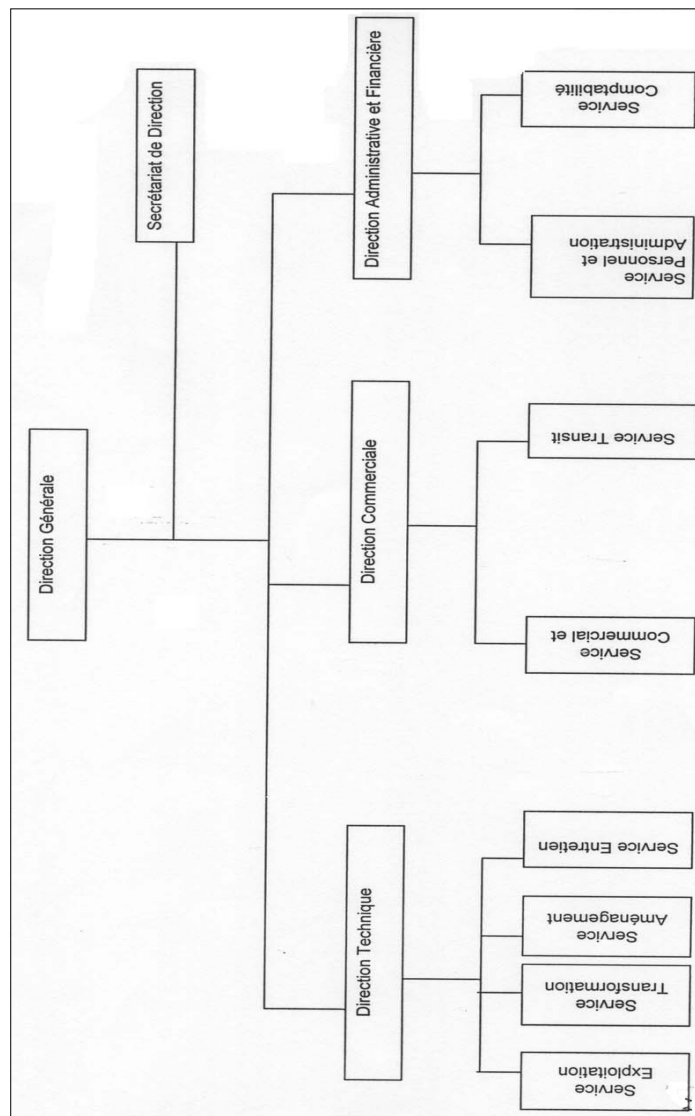 Direction Générale
Secrétariat de Direction
Direction Technique
Direction Commerciale
Direction Administrative et Financière
Service
Exploitation
Service
Transformation
Service
Aménagement
Service Entretien
Service
Commercial et
Service Transit
Service
Personnel et
Administration
Service
Comptabilité